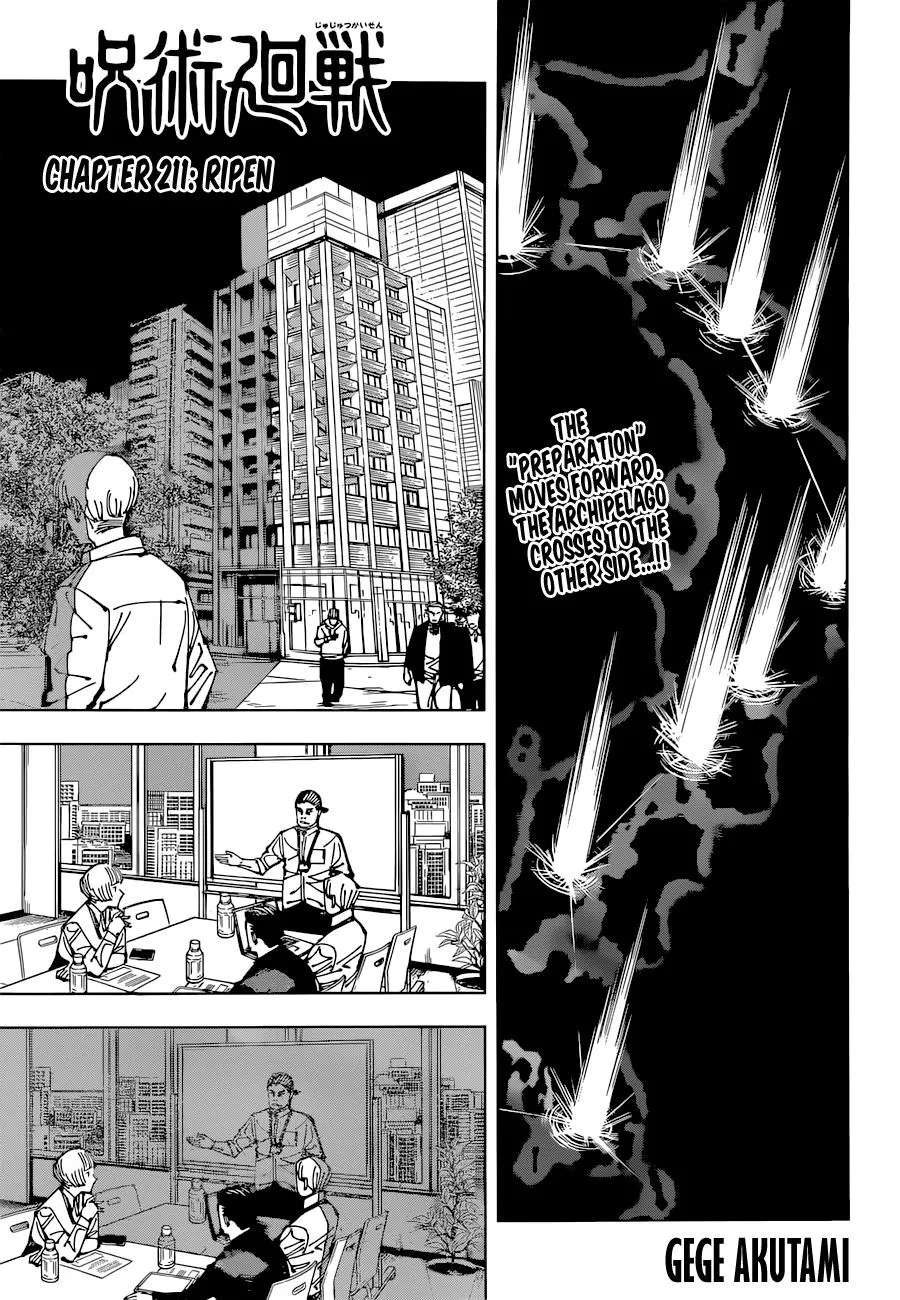 じゅじゅつかいせん
呪術廻戦
CHAPTER 211: RIPEN
THE
"PREPARATION"
MOVES FORWARD.
THE ARCHIPELAGO
CROSSES TO THE
OTHER SIDE...!!
GEGE AKUTAMI